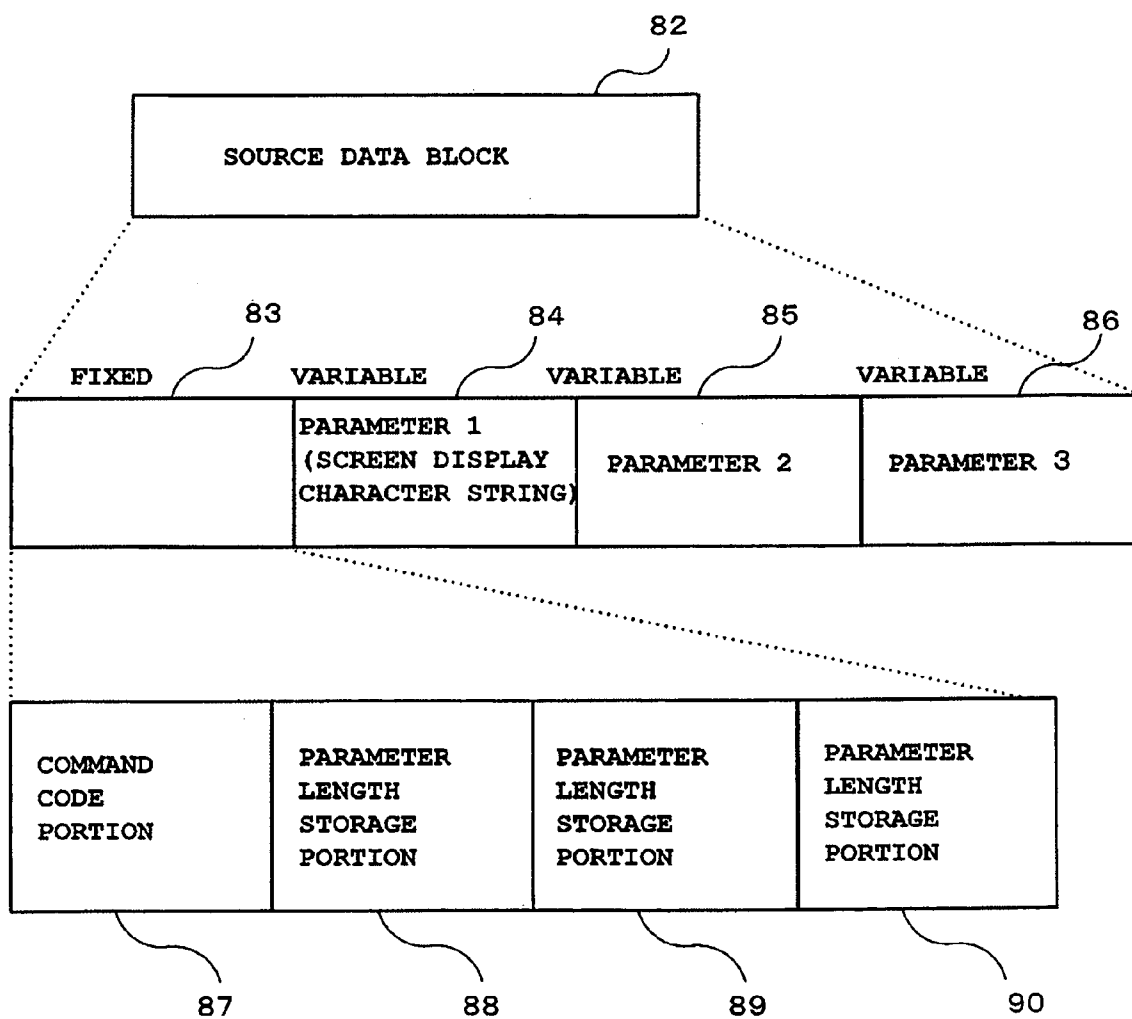 82
SOURCE DATA BLOCK
83 84 85 86
FIXED VARIABLE VARIABLE VARIABLE
PARAMETER 1
(SCREEN DISPLAY
CHARACTER STRING)
PARAMETER 2
PARAMETER 3
COMMAND
CODE
PORTION
PARAMETER
LENGTH
STORAGE
PORTION
PARAMETER
LENGTH
STORAGE
PORTION
PARAMETER
LENGTH
STORAGE
PORTION
87 88 89 90